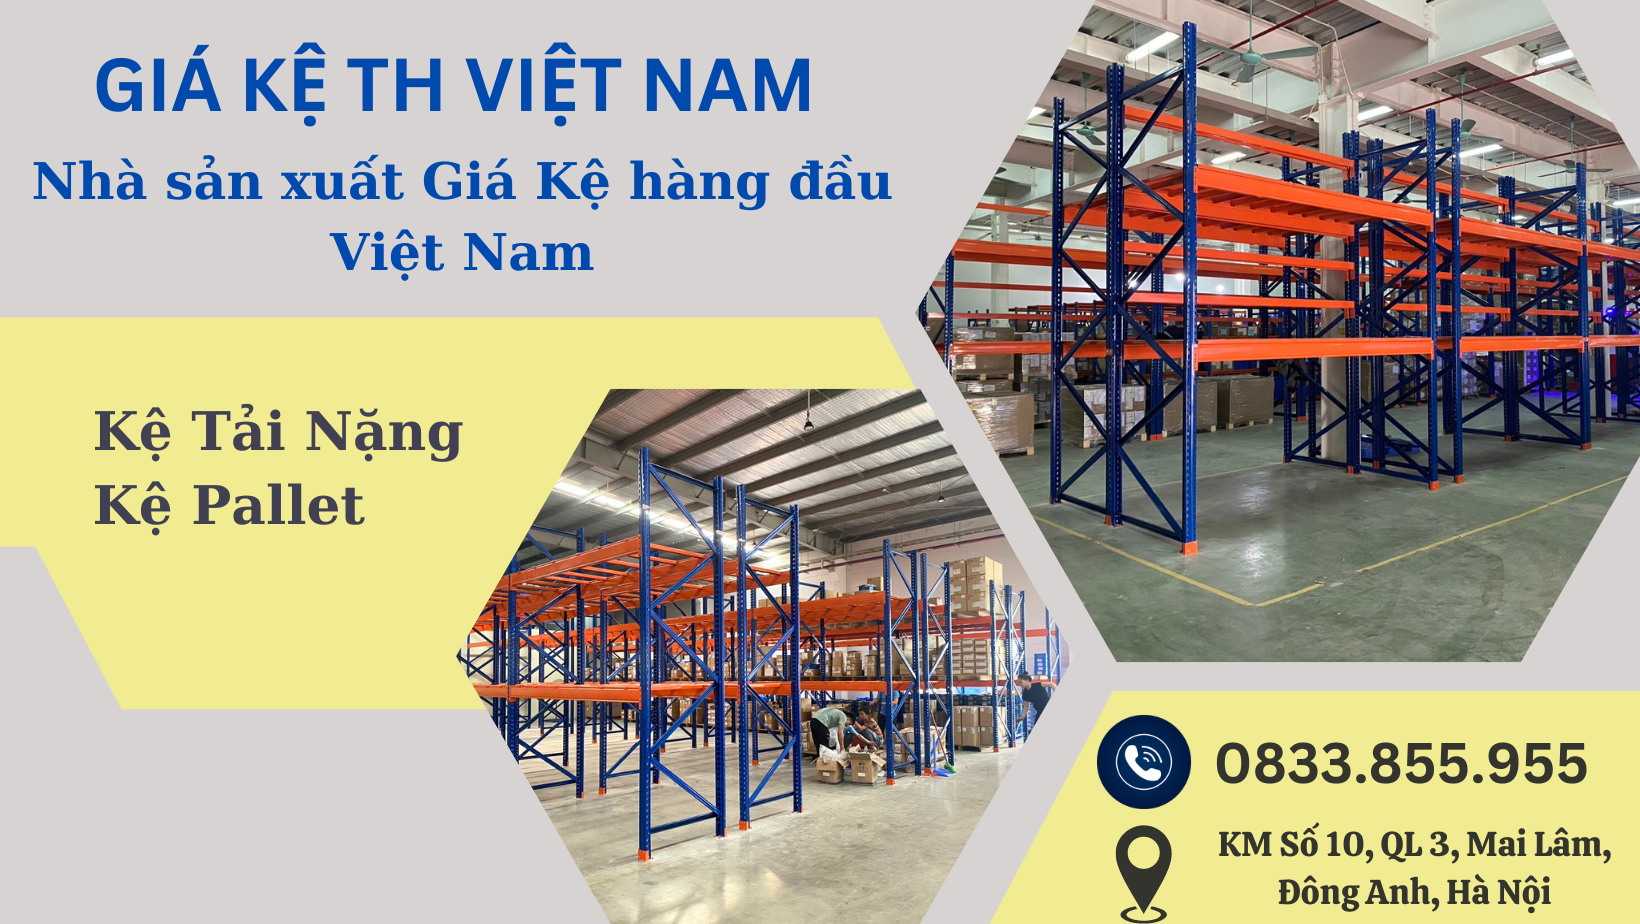 GIÁ KỆ TH VIỆT NAM
Nhà sản xuất Giá Kệ hàng đầu
Việt Nam
Kệ Tải Nặng
Kệ Pallet
0833.855.955
KM Số 10, QL 3, Mai Lâm,
Đông Anh, Hà Nội